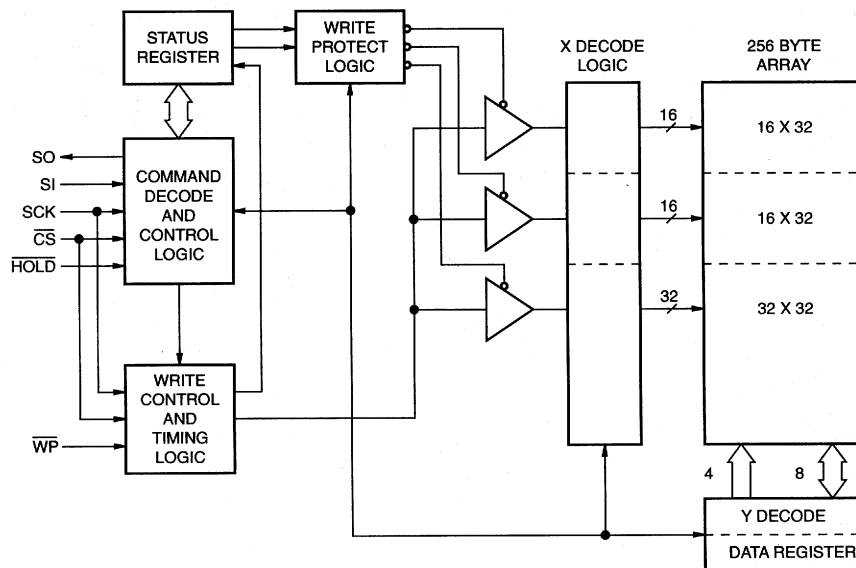 STATUS
REGISTER
WRITE
PROTECT
LOGIC
X DECODE
LOGIC
256 BYTE
ARRAY
16
16 X 32
SO
SI
SCK
CS
HOLD
COMMAND
DECODE
AND
CONTROL
LOGIC
16
16 X 32
32
32 X 32
WRITE
CONTROL
AND
TIMING
LOGIC
WP
4
8
Y DECODE
DATA REGISTER